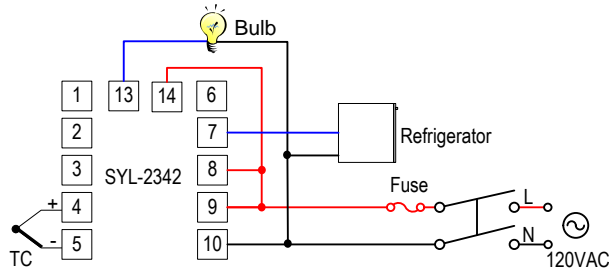 Bulb
1
13
14
6
2
7
Refrigerator
3
SYL-2342
8
Fuse
+
4
9
L
-
5
10
N
TC
120VAC